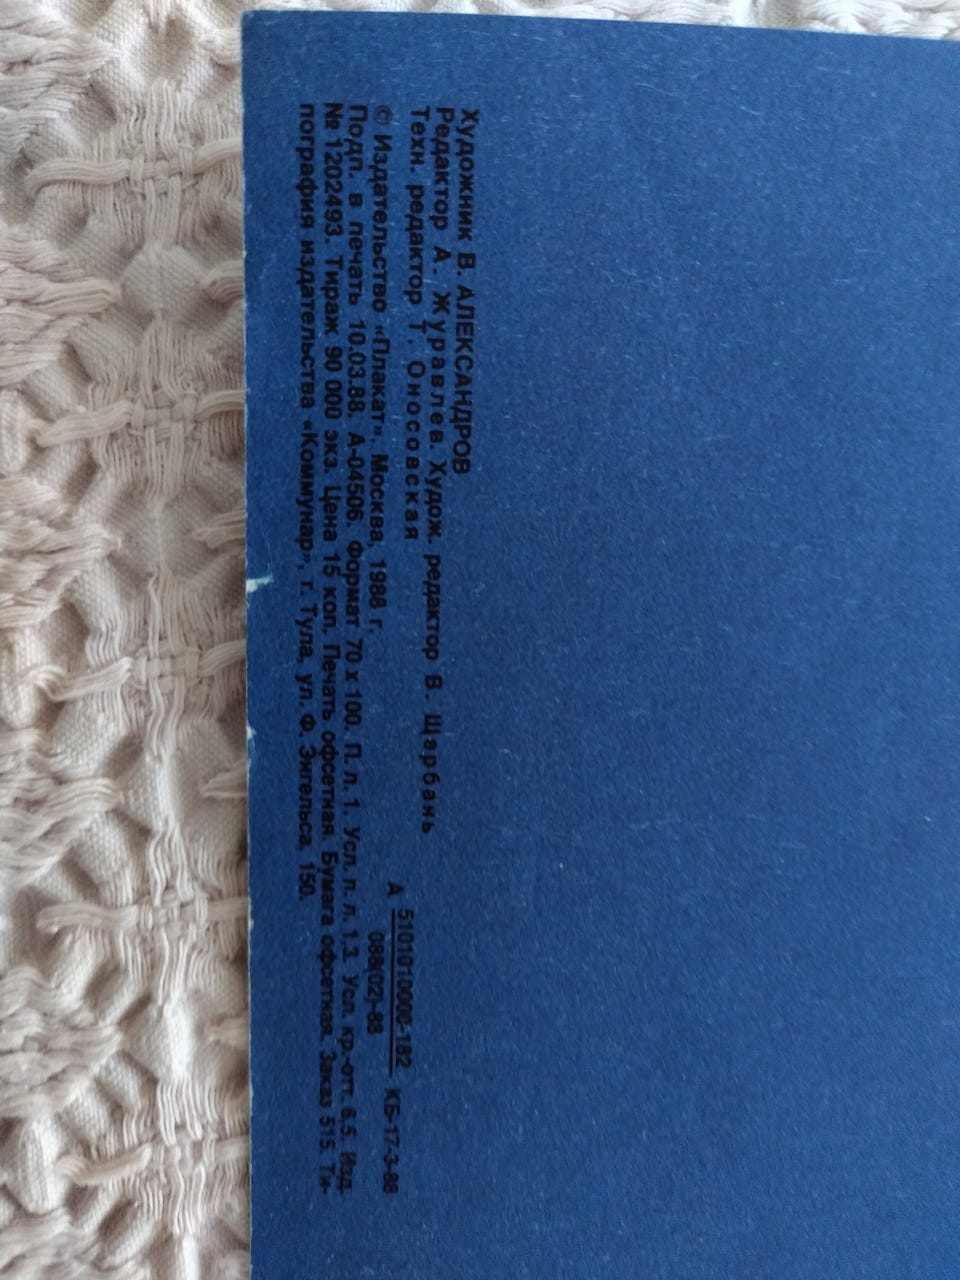 Художник В. АЛЕКСАНДРОВ
Редактор А. Журавлев. Худож. редактор В. Щарбань
Техн. редактор Т. Оносовская
А 5101010000-182 КБ-17-3-88
088(02)-88
© Издательство «Плакат», Москва, 1988 г.
Подп. в печать 10.03.88. А-04506. Формат 70 х 100. П. л. 1. Усл. п. л. 1,3. Усл. кр.-отт. 6,5. Изд.
№ 1202493. Тираж 90 000 экз. Цена 15 коп. Печать офсетная. Бумага офсетная. Заказ 515. Ти-
пография издательства «Коммунар», г. Тула, ул. Ф. Энгельса, 150.